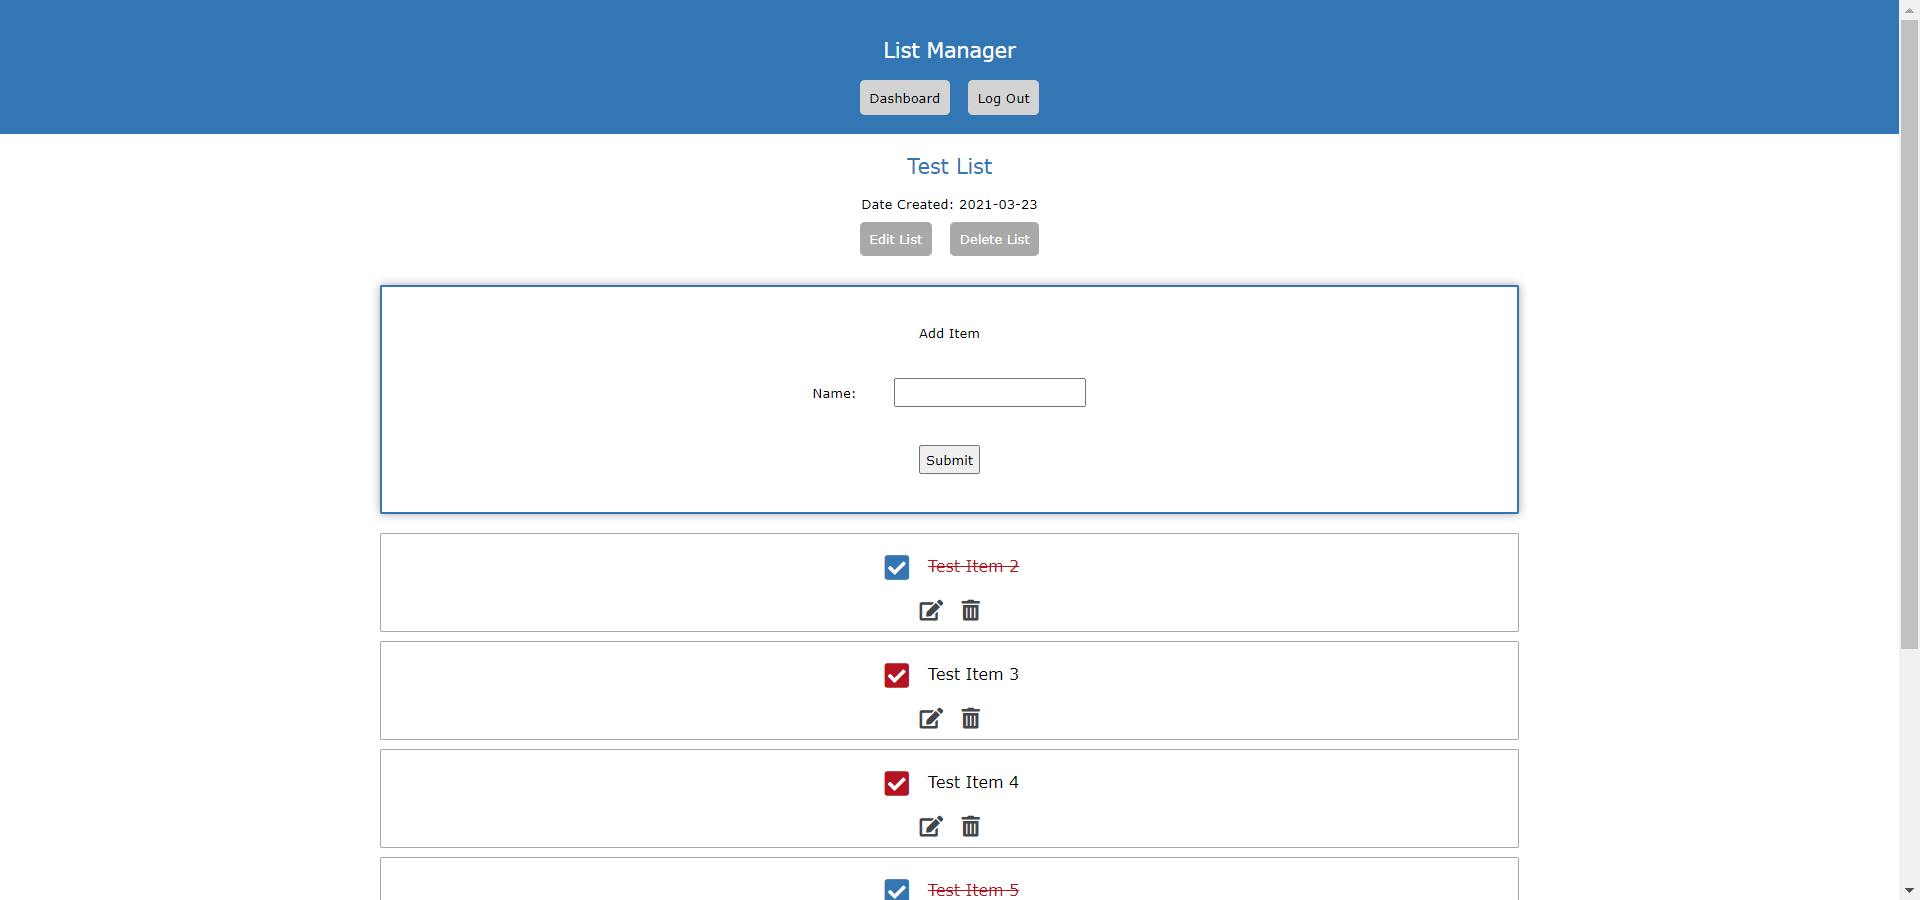 List Manager
Dashboard Log Out
Test List
Date Created: 2021-03-23
Edit List Delete List
Add Item
Name:
Submit
Test Item 2
Test Item 3
Test Item 4
Test Item 5